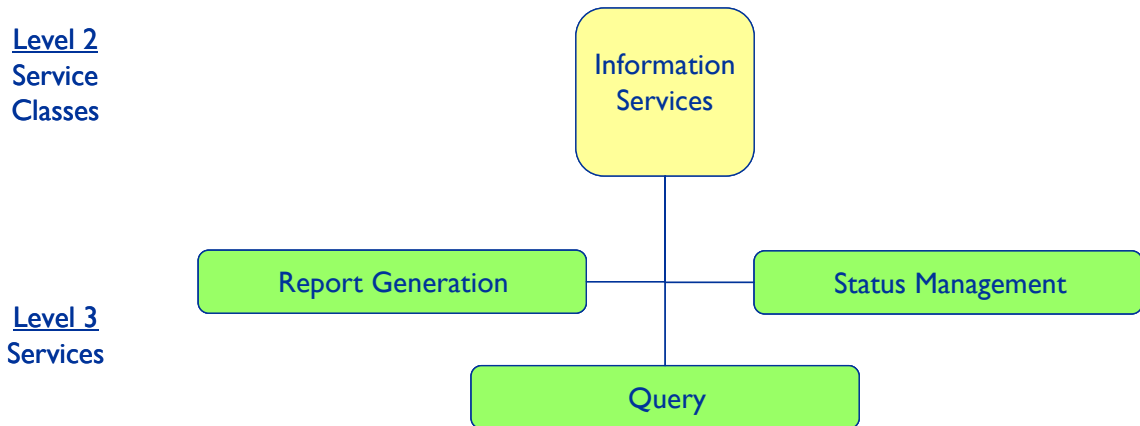 Level 2
Service
Classes
Information
Services
Report Generation
Status Management
Level 3
Services
Query